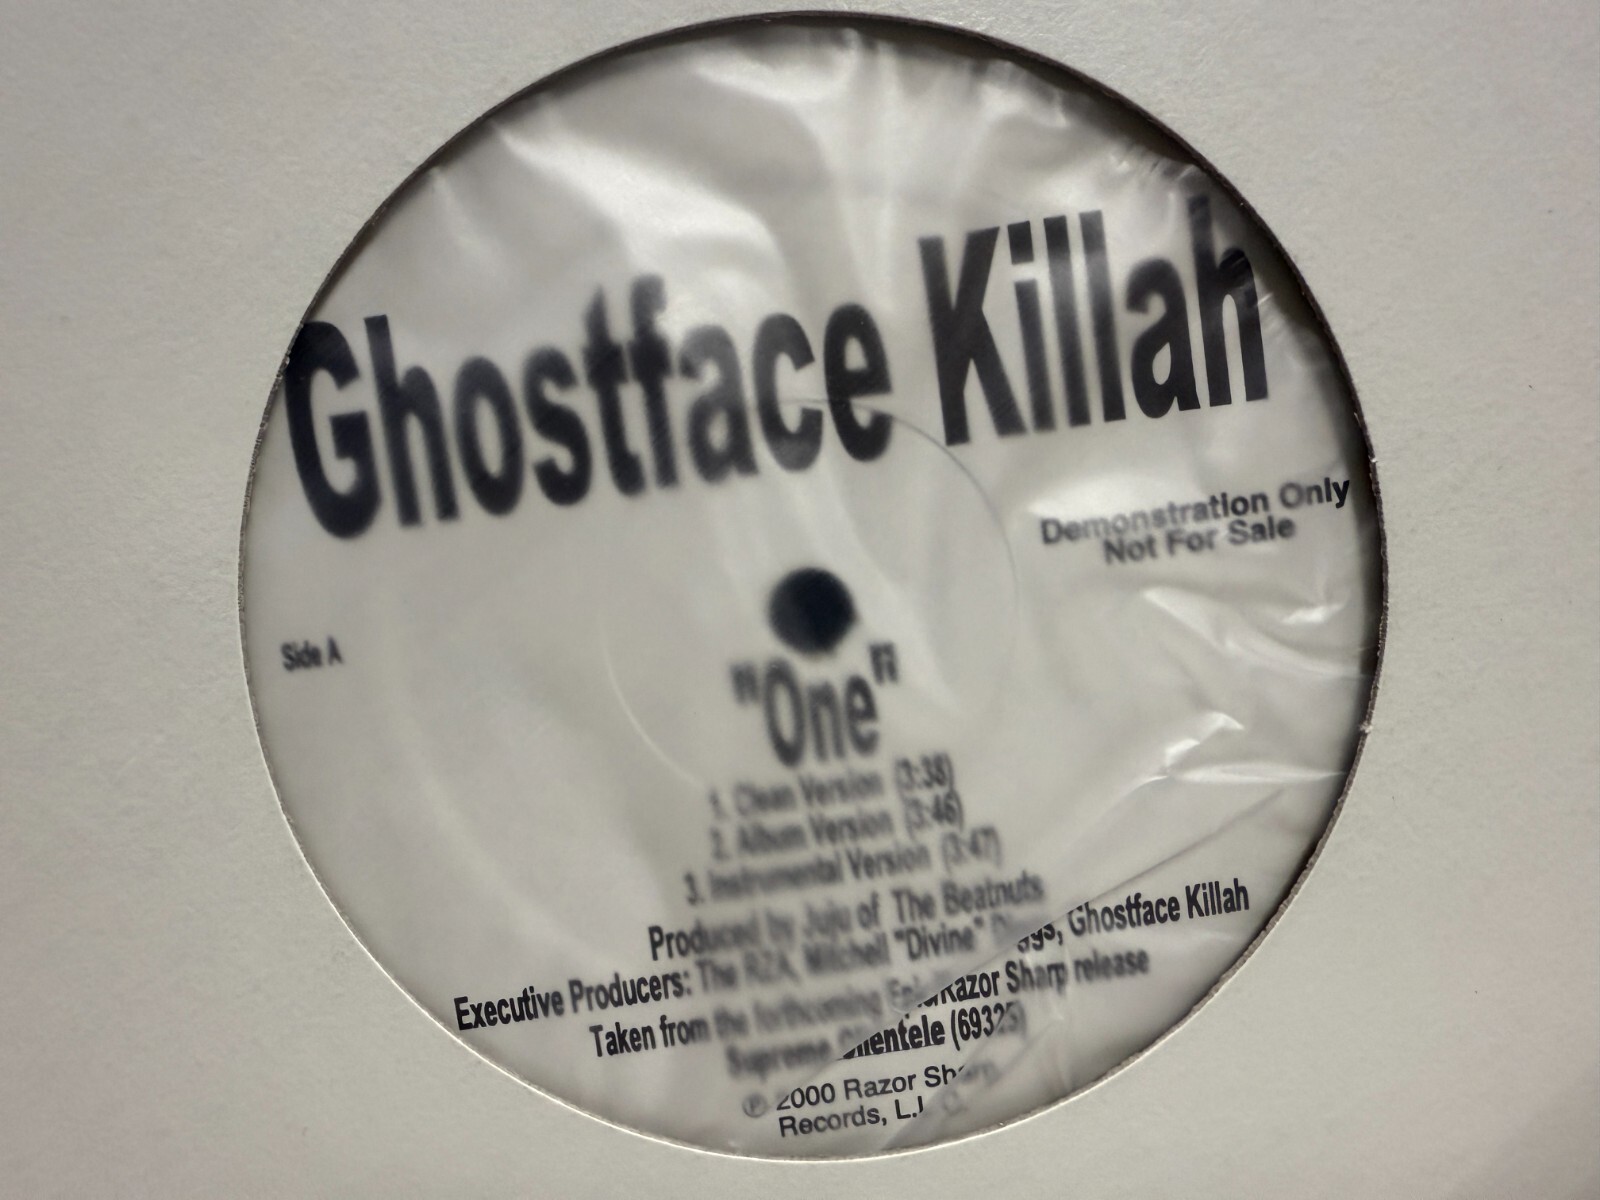 Ghostface Killah
Demonstration Only
Not For Sale
Side A
"One"
1. Clean Version (3:38)
2. Album Version (3:46)
3. Instrumental Version (3:47)
Produced by Juju of The Beatnuts
Executive Producers: The RZA, Mitchell "Divine" Diggs, Ghostface Killah
Taken from the forthcoming Epic/Razor Sharp release
Supreme Clientele (69325)
℗ 2000 Razor Sharp
Records, L.L.C.